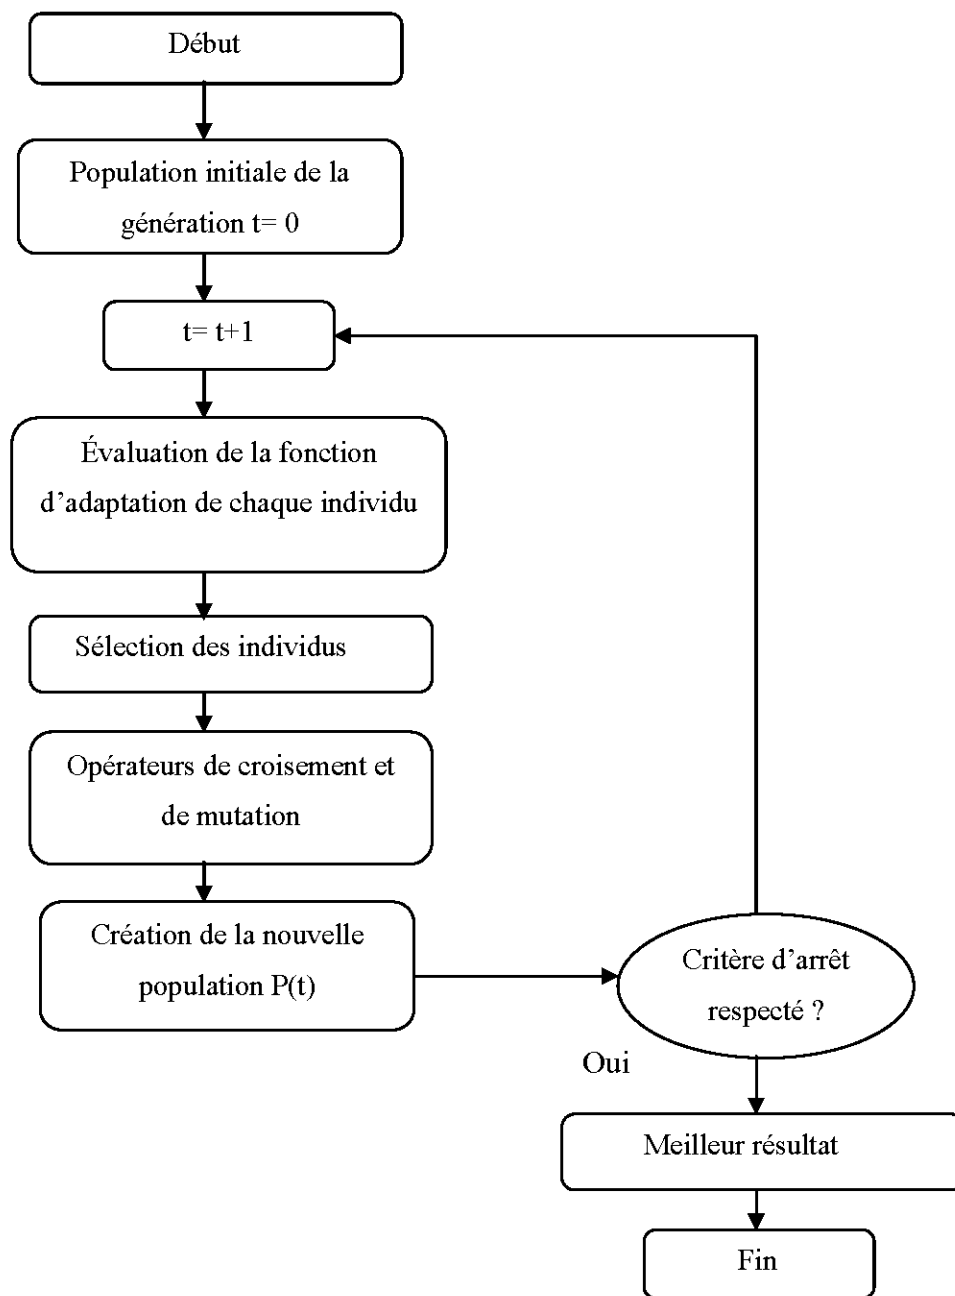 Début
Population initiale de la
génération t= 0
t= t+1
Évaluation de la fonction
d’adaptation de chaque individu
Sélection des individus
Opérateurs de croisement et
de mutation
Création de la nouvelle
population P(t)
Critère d’arrêt
respecté ?
Oui
Meilleur résultat
Fin